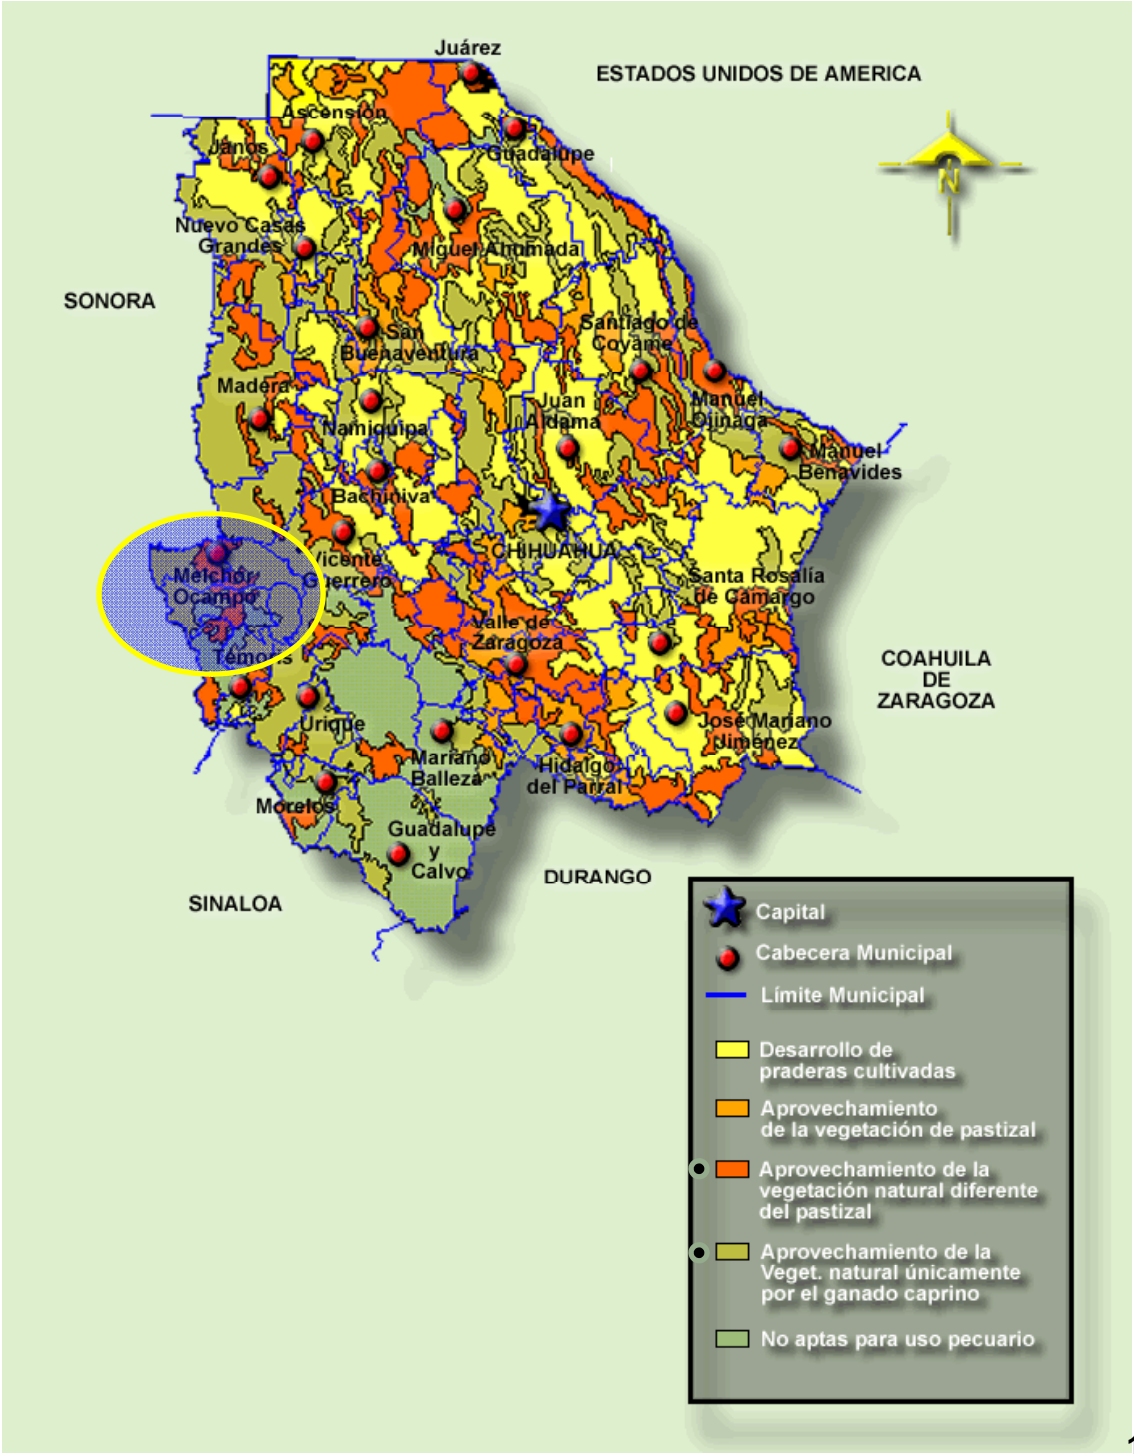 Juárez
ESTADOS UNIDOS DE AMERICA
Ascensión
Guadalupe
Janos
N
Nuevo Casas
Grandes
Miguel Ahumada
SONORA
Santiago de
Coyame
San
Buenaventura
Madera
Juan
Aldama
Manuel
Ojinaga
Namiquipa
Manuel
Benavides
Bachiniva
CHIHUAHUA
Vicente
Guerrero
Melchor
Ocampo
Santa Rosalía
de Camargo
Valle de
Zaragoza
Témoris
COAHUILA
DE
ZARAGOZA
Urique
José Mariano
Jiménez
Mariano
Balleza
Hidalgo
del Parral
Morelos
Guadalupe
y
Calvo
DURANGO
SINALOA
Capital
Cabecera Municipal
Límite Municipal
Desarrollo de
praderas cultivadas
Aprovechamiento
de la vegetación de pastizal
Aprovechamiento de la
vegetación natural diferente
del pastizal
Aprovechamiento de la
Veget. natural únicamente
por el ganado caprino
No aptas para uso pecuario